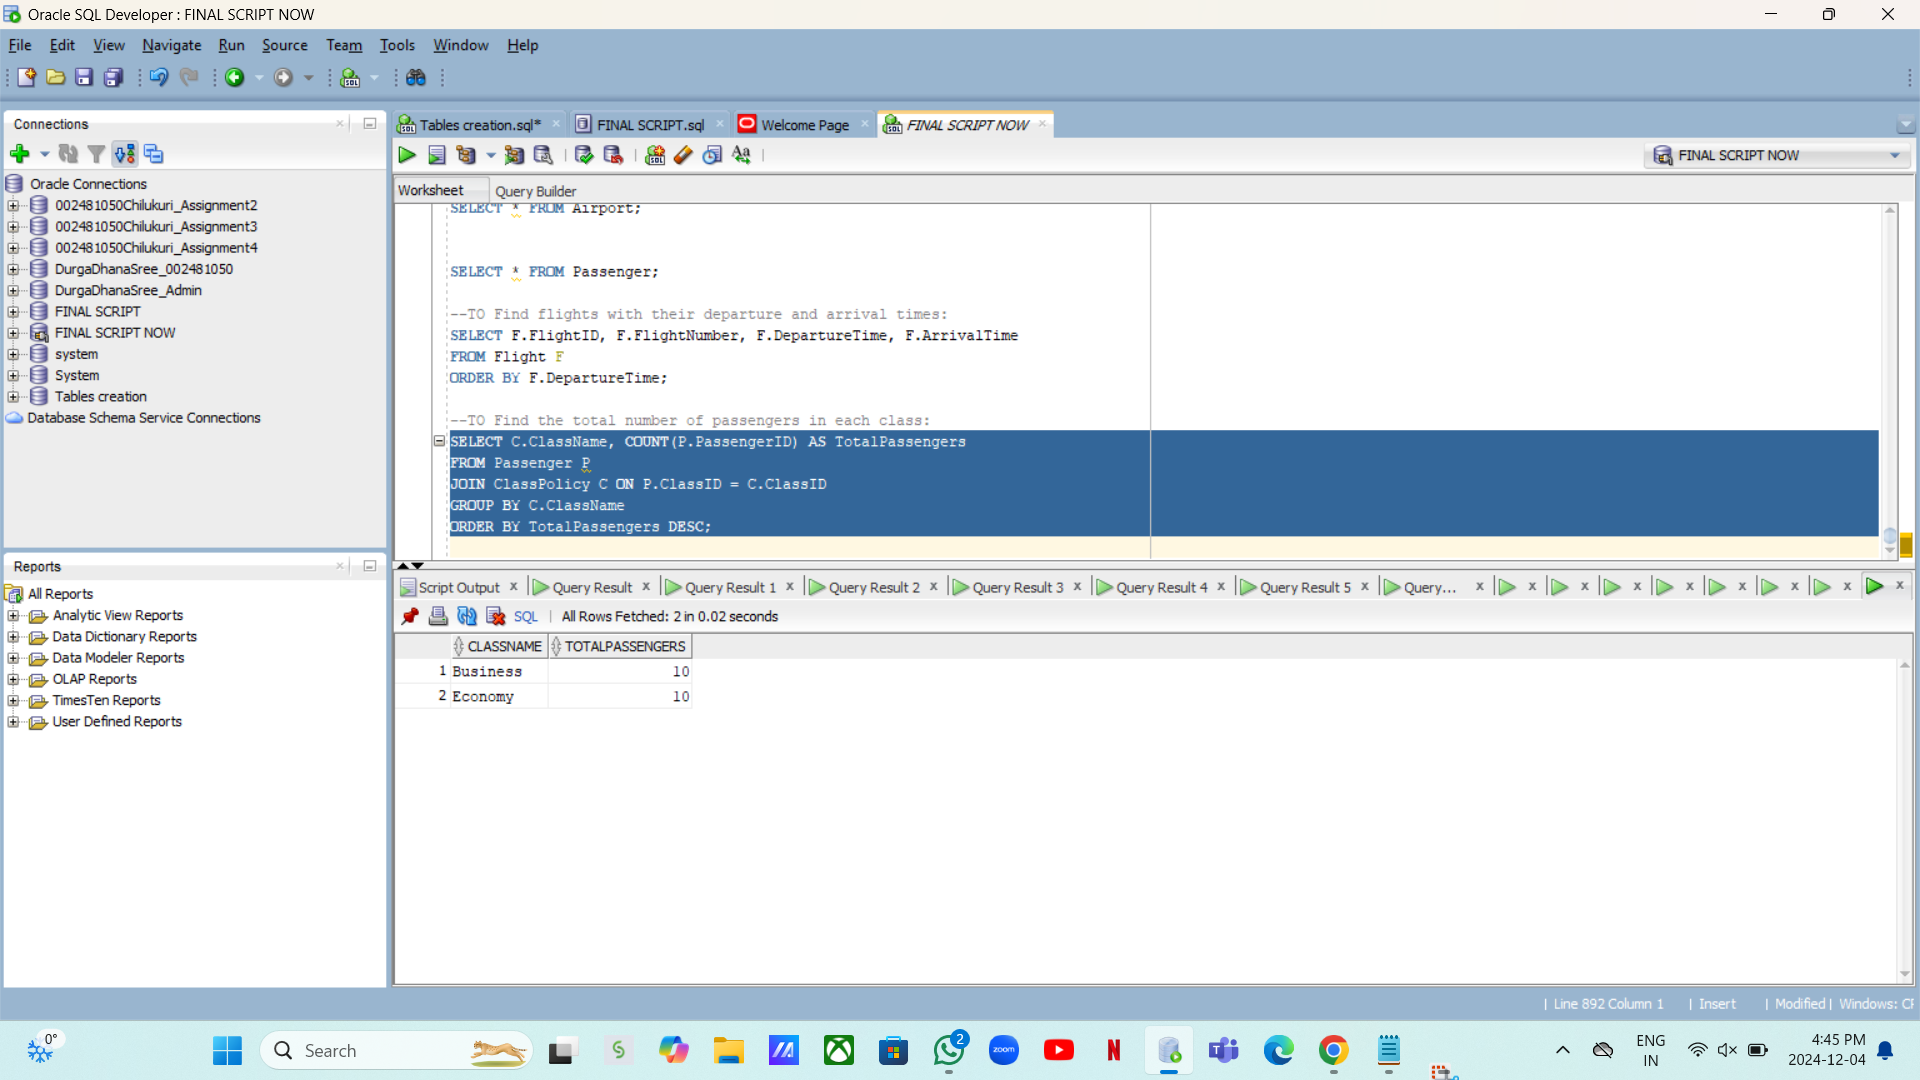 Oracle SQL Developer : FINAL SCRIPT NOW
File Edit View Navigate Run Source Team Tools Window Help
Connections
Oracle Connections
002481050Chilukuri_Assignment2
002481050Chilukuri_Assignment3
002481050Chilukuri_Assignment4
DurgaDhanaSree_002481050
DurgaDhanaSree_Admin
FINAL SCRIPT
FINAL SCRIPT NOW
system
System
Tables creation
Database Schema Service Connections
Reports
All Reports
Analytic View Reports
Data Dictionary Reports
Data Modeler Reports
OLAP Reports
TimesTen Reports
User Defined Reports
Tables creation.sql* FINAL SCRIPT.sql Welcome Page FINAL SCRIPT NOW
FINAL SCRIPT NOW
Worksheet Query Builder
SELECT * FROM Airport;
SELECT * FROM Passenger;
--TO Find flights with their departure and arrival times:
SELECT F.FlightID, F.FlightNumber, F.DepartureTime, F.ArrivalTime
FROM Flight F
ORDER BY F.DepartureTime;
--TO Find the total number of passengers in each class:
SELECT C.ClassName, COUNT(P.PassengerID) AS TotalPassengers
FROM Passenger P
JOIN ClassPolicy C ON P.ClassID = C.ClassID
GROUP BY C.ClassName
ORDER BY TotalPassengers DESC;
Script Output Query Result Query Result 1 Query Result 2 Query Result 3 Query Result 4 Query Result 5 Query...
SQL All Rows Fetched: 2 in 0.02 seconds
CLASSNAME TOTALPASSENGERS
1 Business 10
2 Economy 10
Line 892 Column 1 Insert Modified Windows: CF
0°
Search
2
zoom
ENG
IN
4:45 PM
2024-12-04